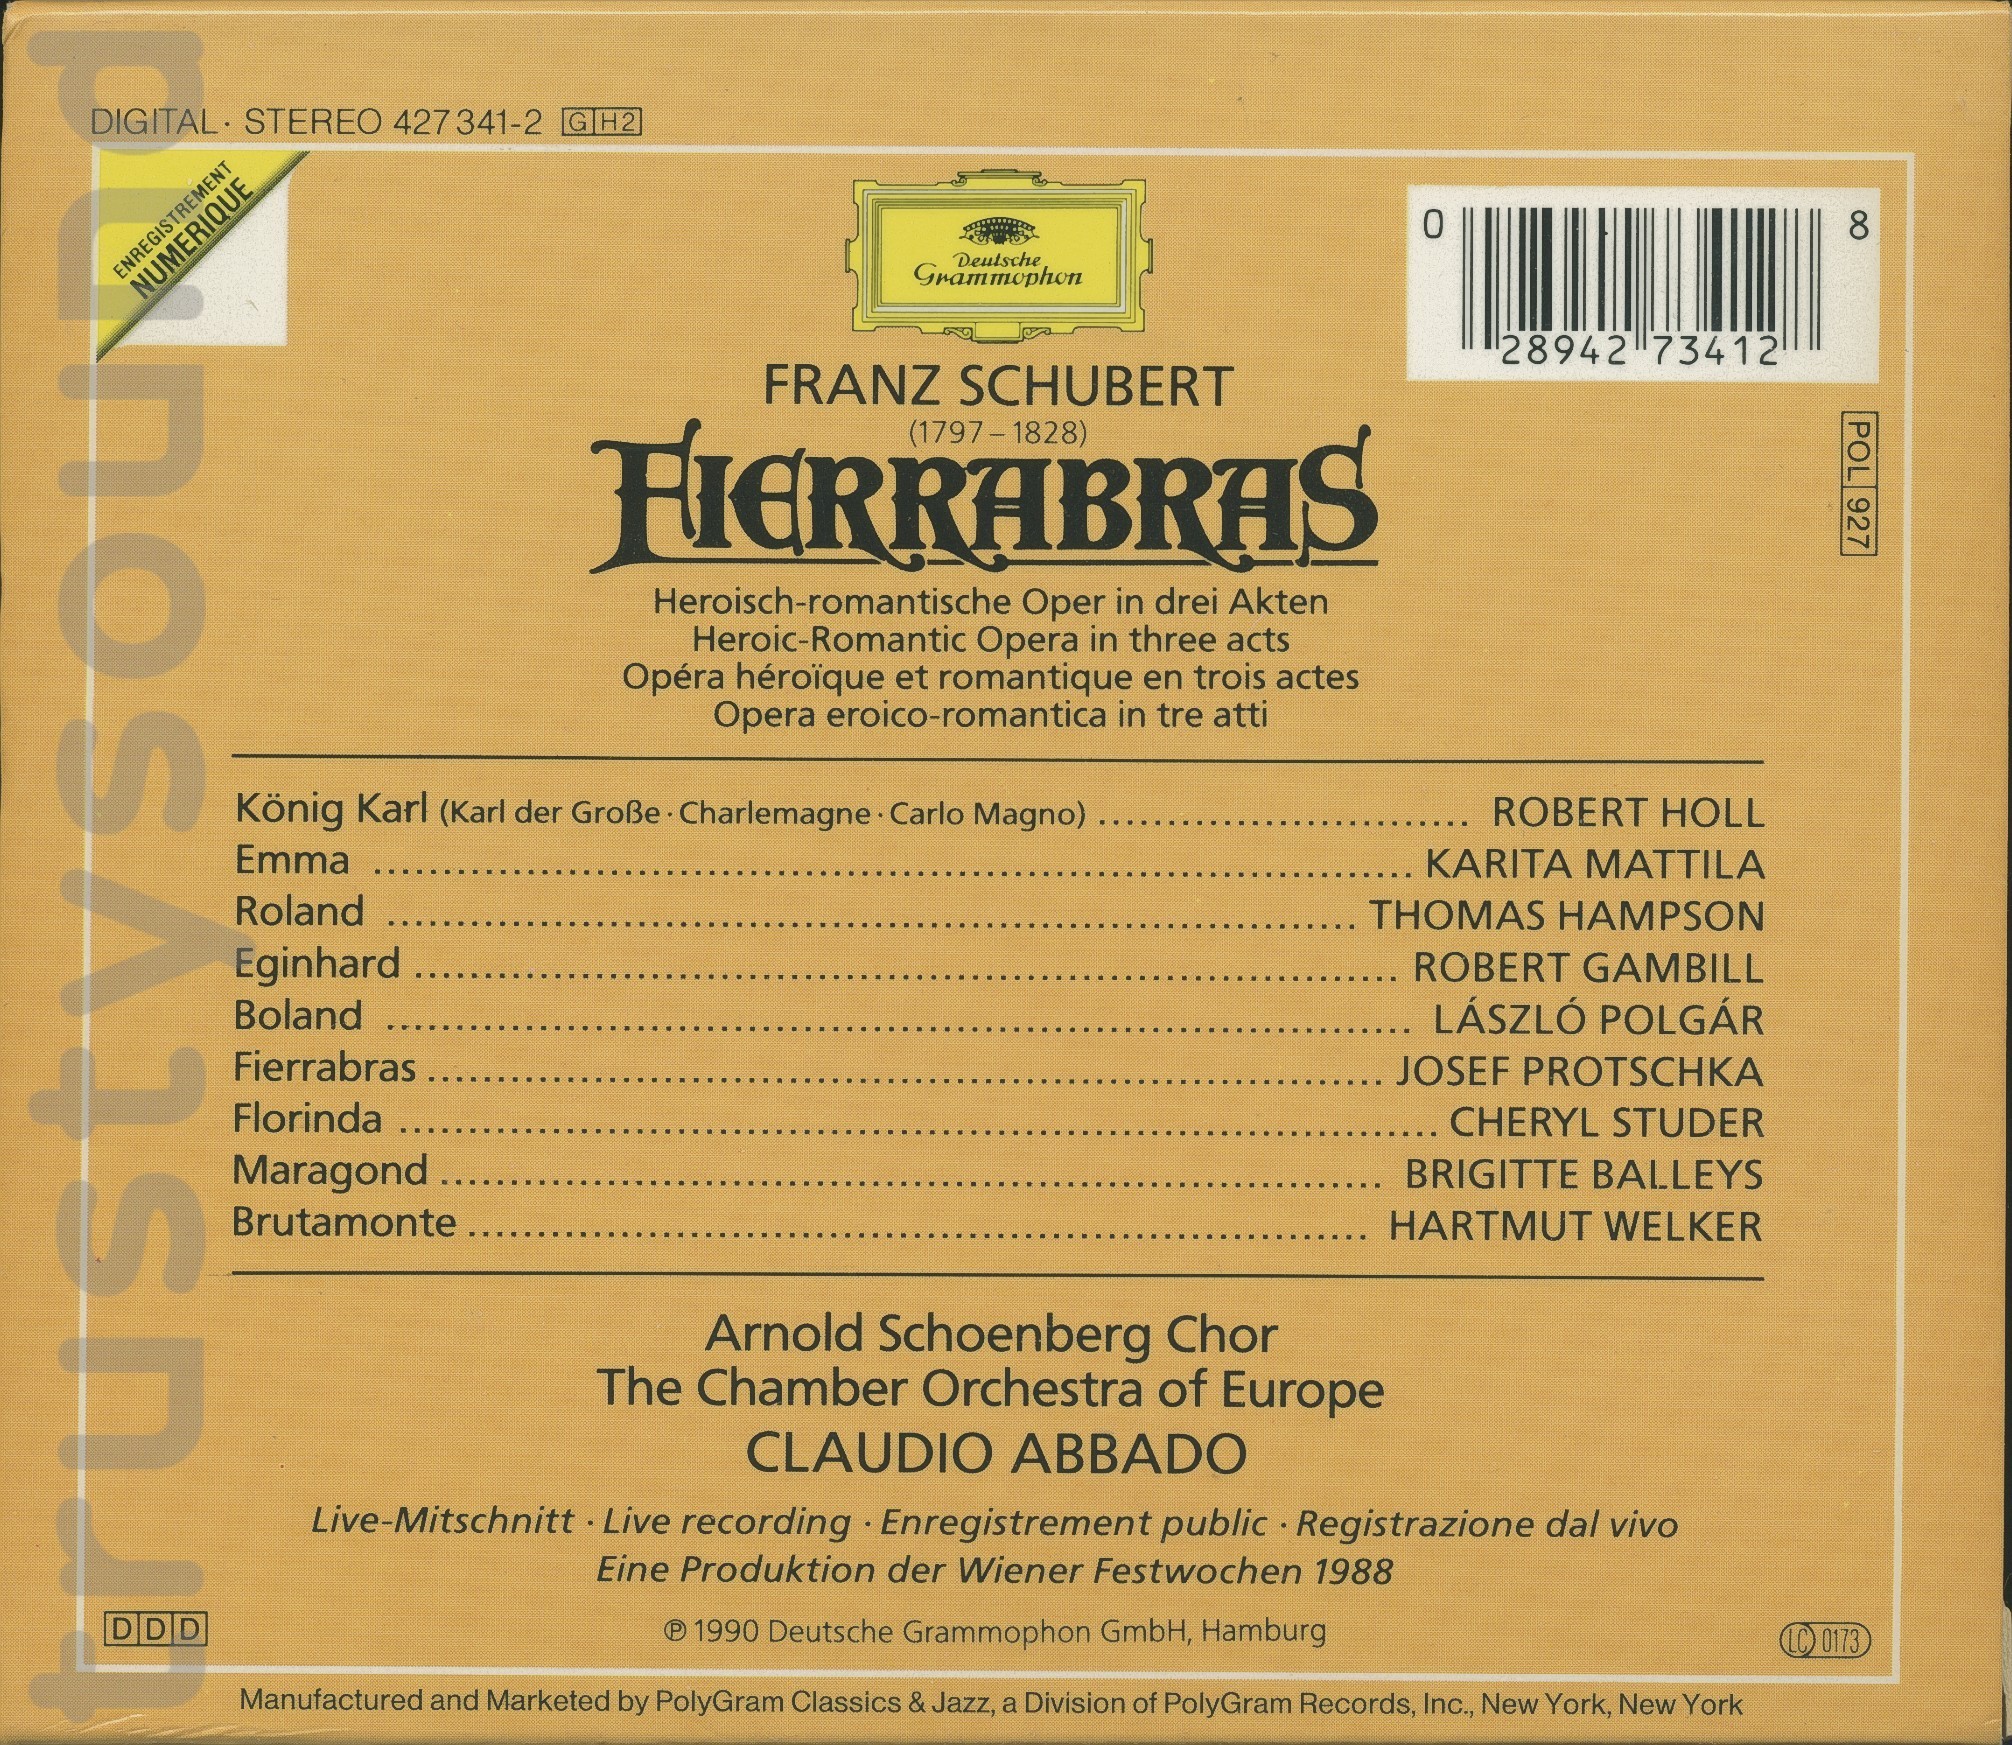 DIGITAL · STEREO 427 341-2 G H 2
ENREGISTREMENT
NUMERIQUE
Deutsche
Grammophon
0 28942 73412 8
POL 927
FRANZ SCHUBERT
(1797–1828)
FIERRABRAS
Heroisch-romantische Oper in drei Akten
Heroic-Romantic Opera in three acts
Opéra héroïque et romantique en trois actes
Opera eroico-romantica in tre atti
König Karl (Karl der Große · Charlemagne · Carlo Magno) .......................... ROBERT HOLL
Emma .......................... KARITA MATTILA
Roland .......................... THOMAS HAMPSON
Eginhard .......................... ROBERT GAMBILL
Boland .......................... LÁSZLÓ POLGÁR
Fierrabras .......................... JOSEF PROTSCHKA
Florinda .......................... CHERYL STUDER
Maragond .......................... BRIGITTE BALLEYS
Brutamonte .......................... HARTMUT WELKER
Arnold Schoenberg Chor
The Chamber Orchestra of Europe
CLAUDIO ABBADO
Live-Mitschnitt · Live recording · Enregistrement public · Registrazione dal vivo
Eine Produktion der Wiener Festwochen 1988
DDD
℗ 1990 Deutsche Grammophon GmbH, Hamburg
LC 0173
Manufactured and Marketed by PolyGram Classics & Jazz, a Division of PolyGram Records, Inc., New York, New York
trustysound